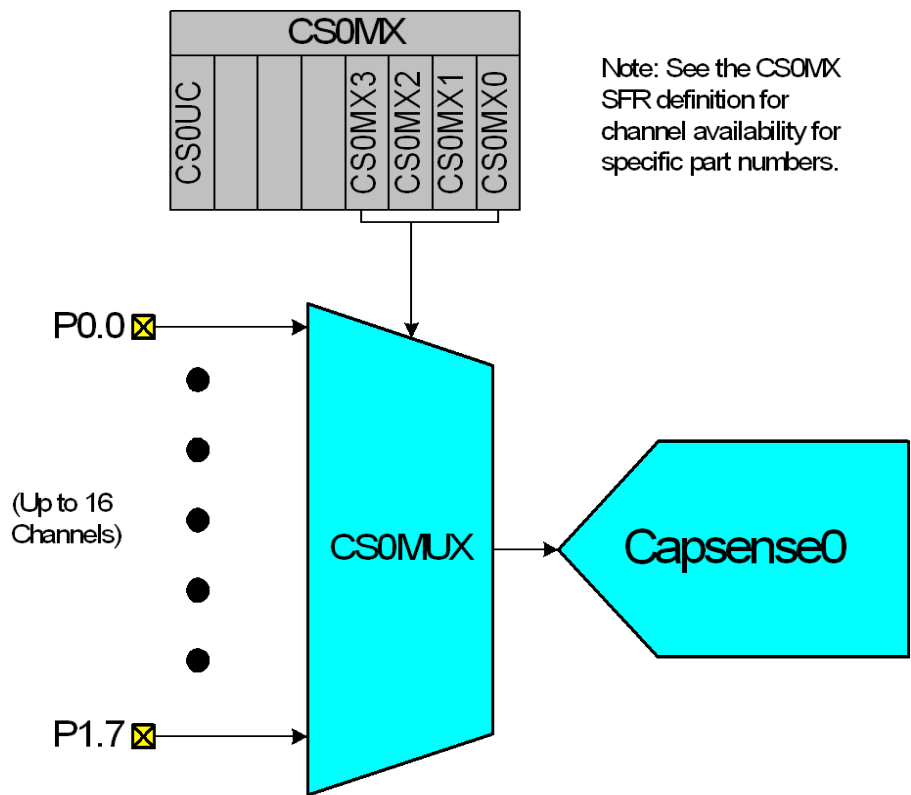 CS0MX
CS0UC
CS0MX3
CS0MX2
CS0MX1
CS0MX0
Note: See the CS0MX
SFR definition for
channel availability for
specific part numbers.
P0.0
(Up to 16
Channels)
CS0MUX
Capsense0
P1.7